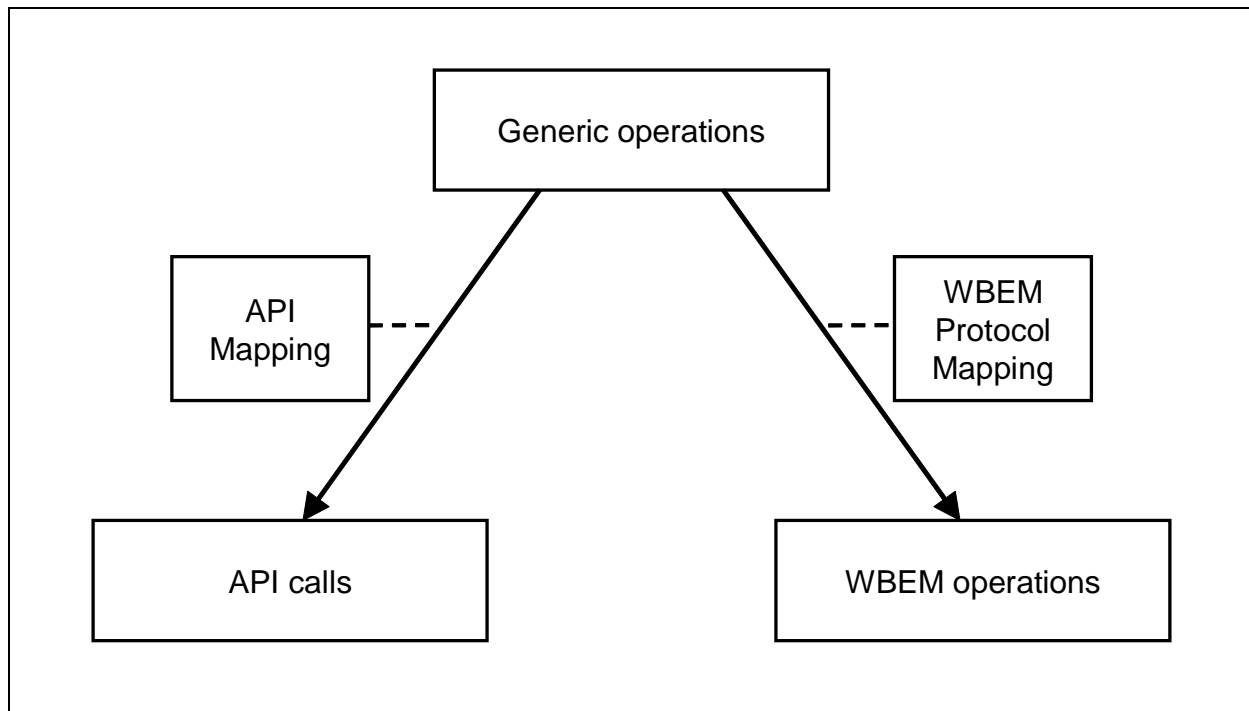 Generic operations
API
Mapping
WBEM
Protocol
Mapping
API calls
WBEM operations